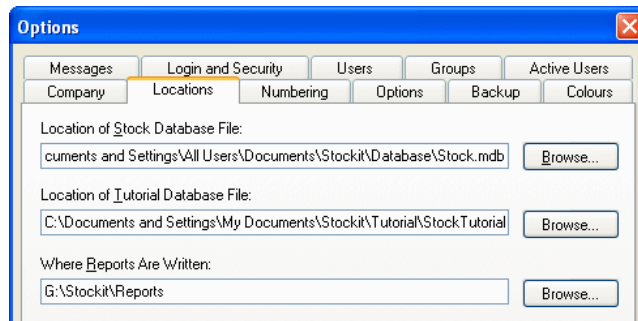 Options
Messages Login and Security Users Groups Active Users
Company Locations Numbering Options Backup Colours
Location of Stock Database File:
cuments and Settings\All Users\Documents\Stockit\Database\Stock.mdb Browse...
Location of Tutorial Database File:
C:\Documents and Settings\My Documents\Stockit\Tutorial\StockTutorial Browse...
Where Reports Are Written:
G:\Stockit\Reports Browse...